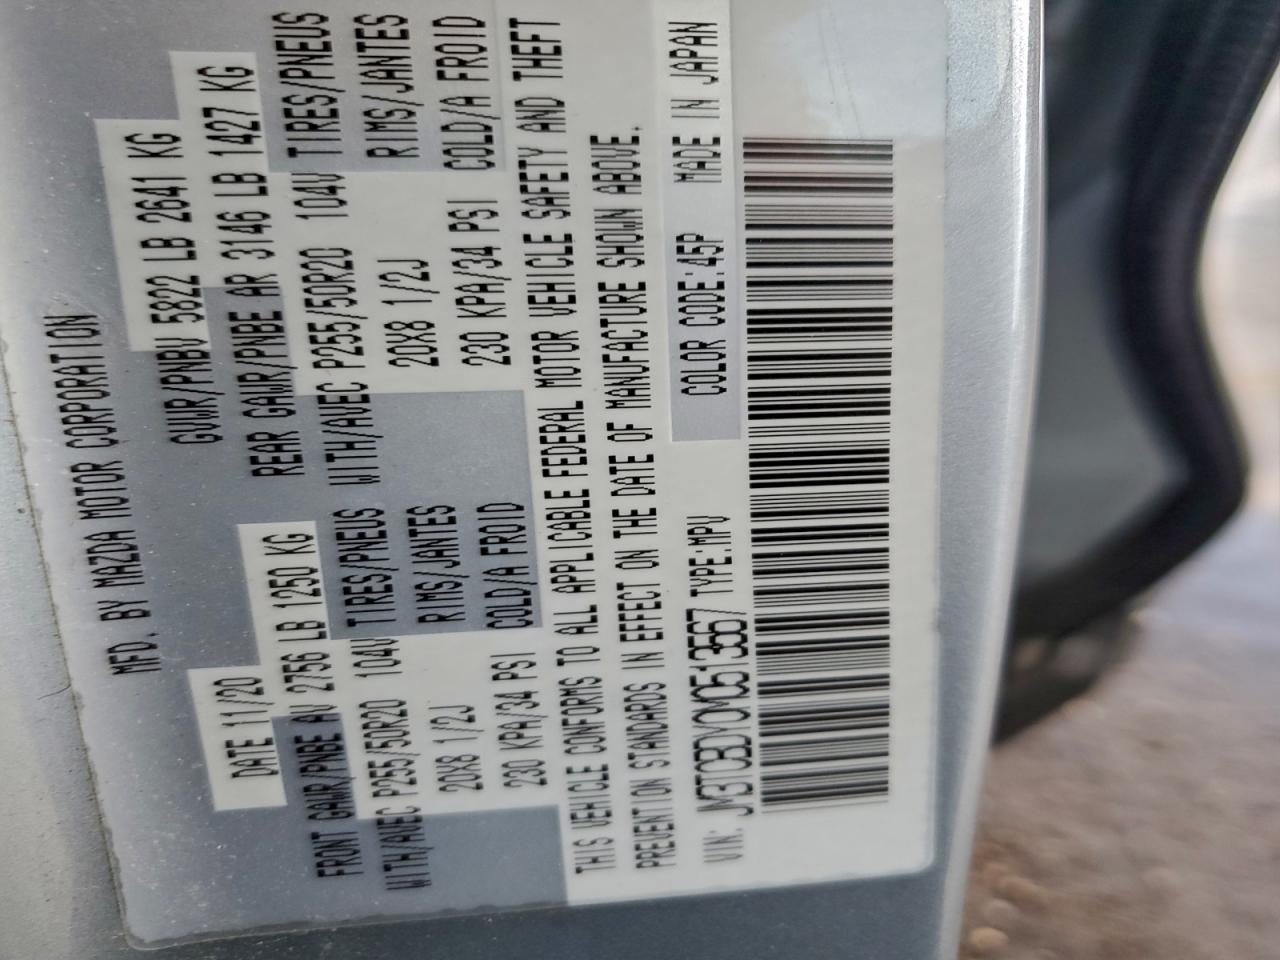 MFD. BY MAZDA MOTOR CORPORATION
DATE 11/20 GVWR/PNBV 5822 LB 2641 KG
FRONT GAWR/PNBE AV 2756 LB 1250 KG REAR GAWR/PNBE AR 3146 LB 1427 KG
WITH/AVEC P255/50R20 104V TIRES/PNEUS WITH/AVEC P255/50R20 104V TIRES/PNEUS
20X8 1/2J RIMS/JANTES 20X8 1/2J RIMS/JANTES
230 KPA/34 PSI COLD/A FROID 230 KPA/34 PSI COLD/A FROID
THIS VEHICLE CONFORMS TO ALL APPLICABLE FEDERAL MOTOR VEHICLE SAFETY AND THEFT
PREVENTION STANDARDS IN EFFECT ON THE DATE OF MANUFACTURE SHOWN ABOVE.
VIN: TYPE:MPV COLOR CODE:45P MADE IN JAPAN